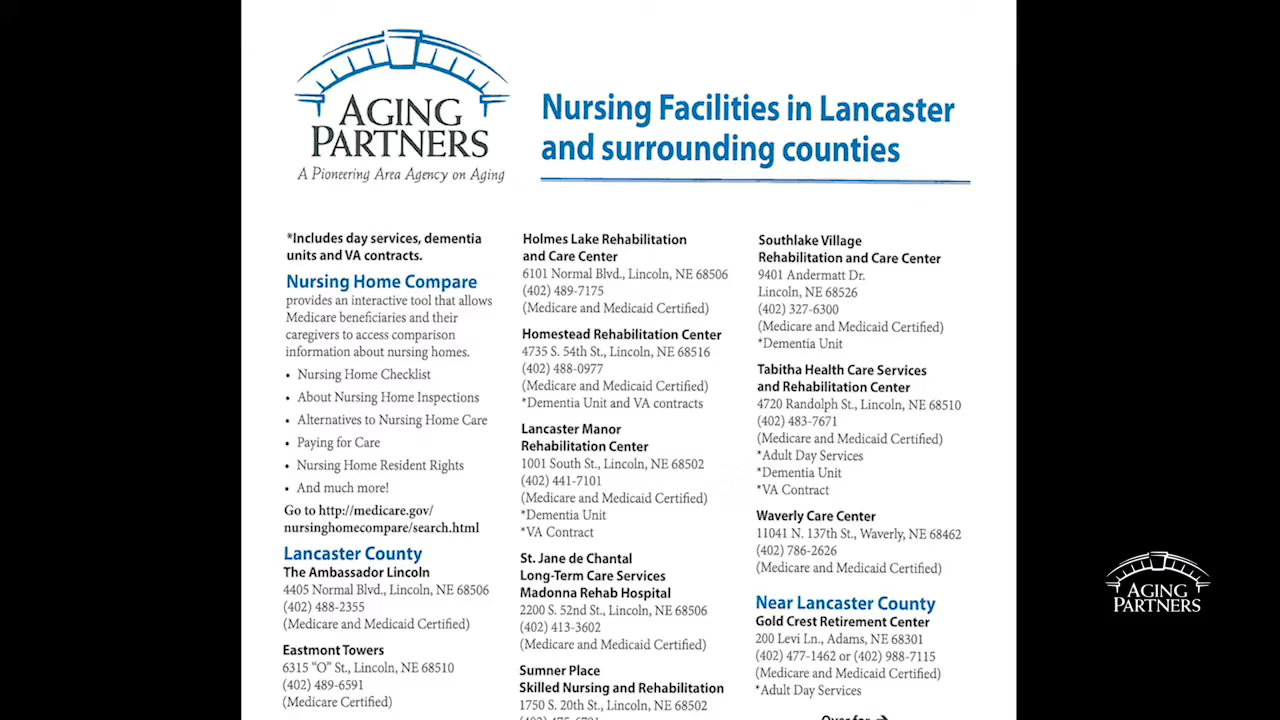 AGING
PARTNERS
A Pioneering Area Agency on Aging
Nursing Facilities in Lancaster
and surrounding counties
*Includes day services, dementia
units and VA contracts.
Nursing Home Compare
provides an interactive tool that allows
Medicare beneficiaries and their
caregivers to access comparison
information about nursing homes.
• Nursing Home Checklist
• About Nursing Home Inspections
• Alternatives to Nursing Home Care
• Paying for Care
• Nursing Home Resident Rights
• And much more!
Go to http://medicare.gov/
nursinghomecompare/search.html
Lancaster County
The Ambassador Lincoln
4405 Normal Blvd., Lincoln, NE 68506
(402) 488-2355
(Medicare and Medicaid Certified)
Eastmont Towers
6315 “O” St., Lincoln, NE 68510
(402) 489-6591
(Medicare Certified)
Holmes Lake Rehabilitation
and Care Center
6101 Normal Blvd., Lincoln, NE 68506
(402) 489-7175
(Medicare and Medicaid Certified)
Homestead Rehabilitation Center
4735 S. 54th St., Lincoln, NE 68516
(402) 488-0977
(Medicare and Medicaid Certified)
*Dementia Unit and VA contracts
Lancaster Manor
Rehabilitation Center
1001 South St., Lincoln, NE 68502
(402) 441-7101
(Medicare and Medicaid Certified)
*Dementia Unit
*VA Contract
St. Jane de Chantal
Long-Term Care Services
Madonna Rehab Hospital
2200 S. 52nd St., Lincoln, NE 68506
(402) 413-3602
(Medicare and Medicaid Certified)
Sumner Place
Skilled Nursing and Rehabilitation
1750 S. 20th St., Lincoln, NE 68502
Southlake Village
Rehabilitation and Care Center
9401 Andermatt Dr.
Lincoln, NE 68526
(402) 327-6300
(Medicare and Medicaid Certified)
*Dementia Unit
Tabitha Health Care Services
and Rehabilitation Center
4720 Randolph St., Lincoln, NE 68510
(402) 483-7671
(Medicare and Medicaid Certified)
*Adult Day Services
*Dementia Unit
*VA Contract
Waverly Care Center
11041 N. 137th St., Waverly, NE 68462
(402) 786-2626
(Medicare and Medicaid Certified)
Near Lancaster County
Gold Crest Retirement Center
200 Levi Ln., Adams, NE 68301
(402) 477-1462 or (402) 988-7115
(Medicare and Medicaid Certified)
*Adult Day Services
AGING
PARTNERS